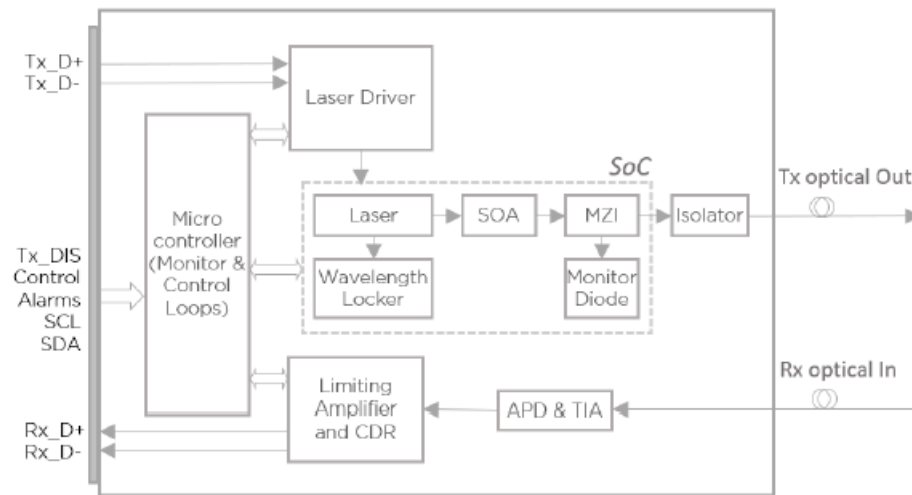 Tx_D+
Tx_D-
Laser Driver
SoC
Tx optical Out
Laser
SOA
MZI
Isolator
Micro
controller
(Monitor &
Control
Loops)
Wavelength
Locker
Monitor
Diode
Tx_DIS
Control
Alarms
SCL
SDA
Rx optical In
Limiting
Amplifier
and CDR
APD & TIA
Rx_D+
Rx_D-